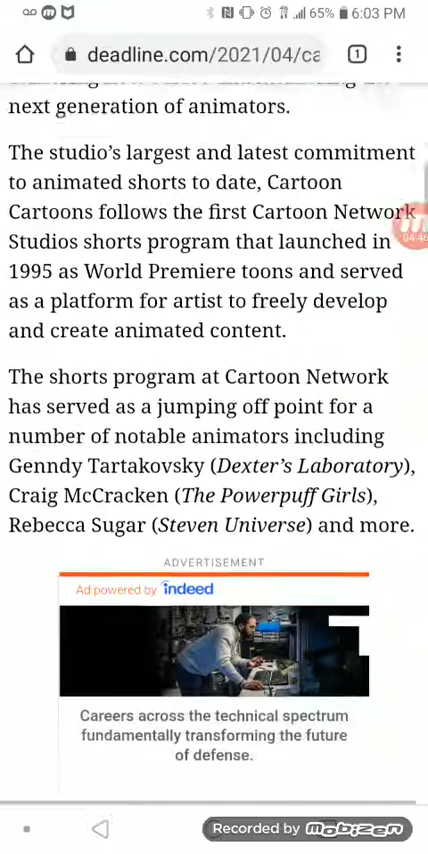 65% 6:03 PM
deadline.com/2021/04/ca
1
next generation of animators.
The studio's largest and latest commitment
to animated shorts to date, Cartoon
Cartoons follows the first Cartoon Network
Studios shorts program that launched in
1995 as World Premiere toons and served
as a platform for artist to freely develop
and create animated content.
The shorts program at Cartoon Network
has served as a jumping off point for a
number of notable animators including
Genndy Tartakovsky (Dexter's Laboratory),
Craig McCracken (The Powerpuff Girls),
Rebecca Sugar (Steven Universe) and more.
ADVERTISEMENT
Ad powered by indeed
Careers across the technical spectrum
fundamentally transforming the future
of defense.
Recorded by mobizen